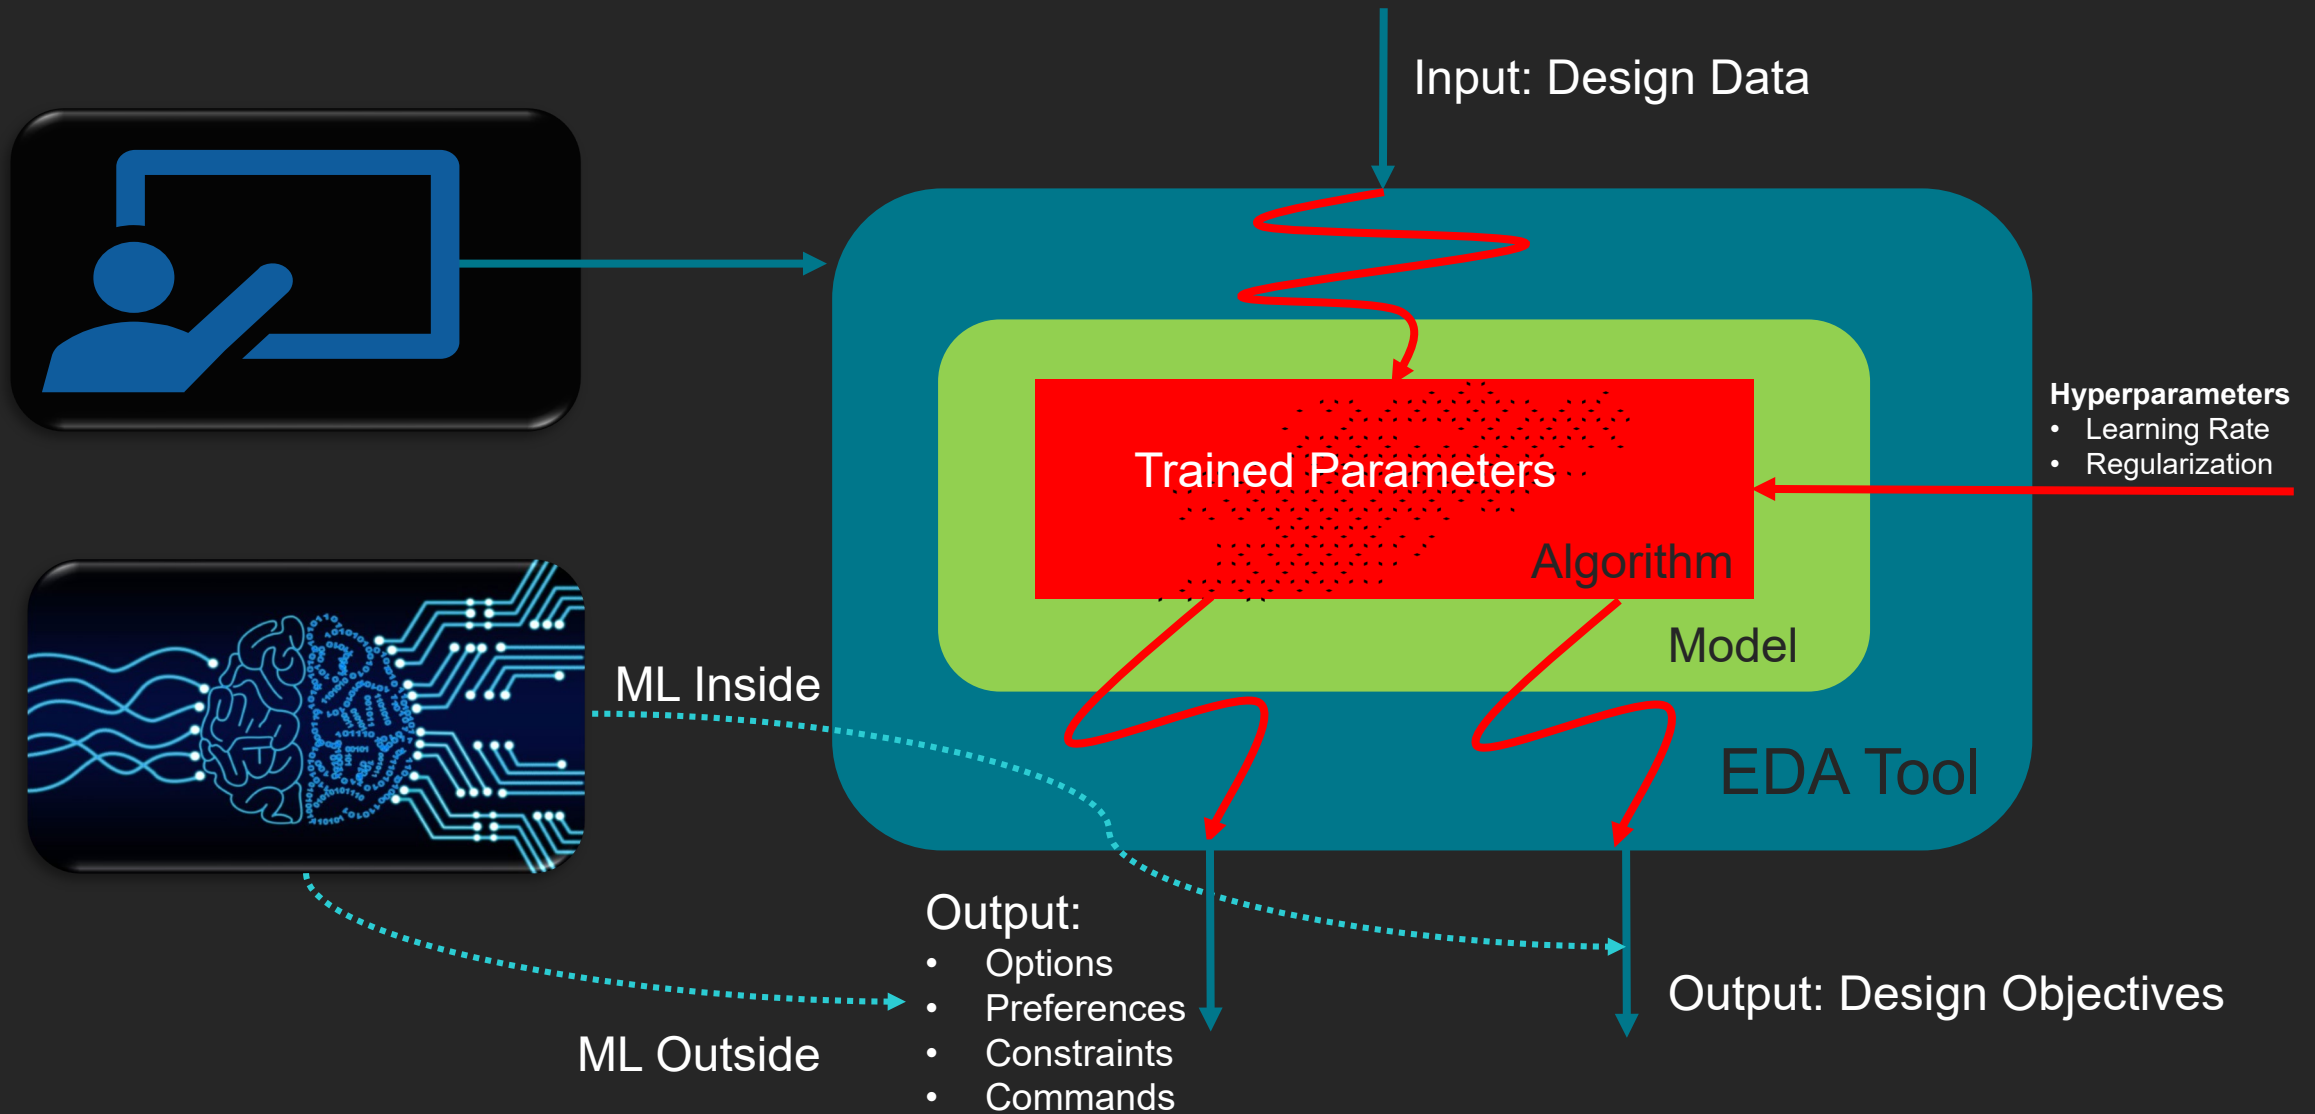 Input: Design Data
Hyperparameters
• Learning Rate
• Regularization
Trained Parameters
Algorithm
Model
EDA Tool
ML Inside
Output:
• Options
• Preferences
• Constraints
• Commands
Output: Design Objectives
ML Outside